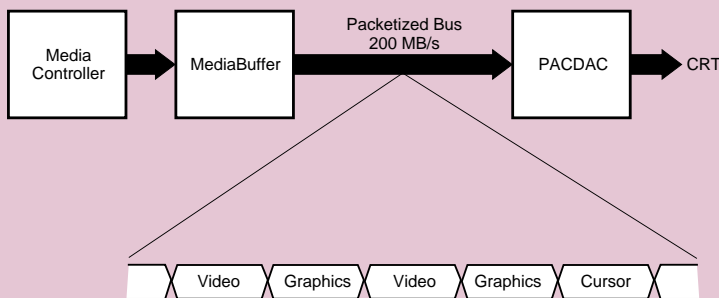 Packetized Bus
200 MB/s
Media
Controller
MediaBuffer
PACDAC
CRT
Video
Graphics
Video
Graphics
Cursor